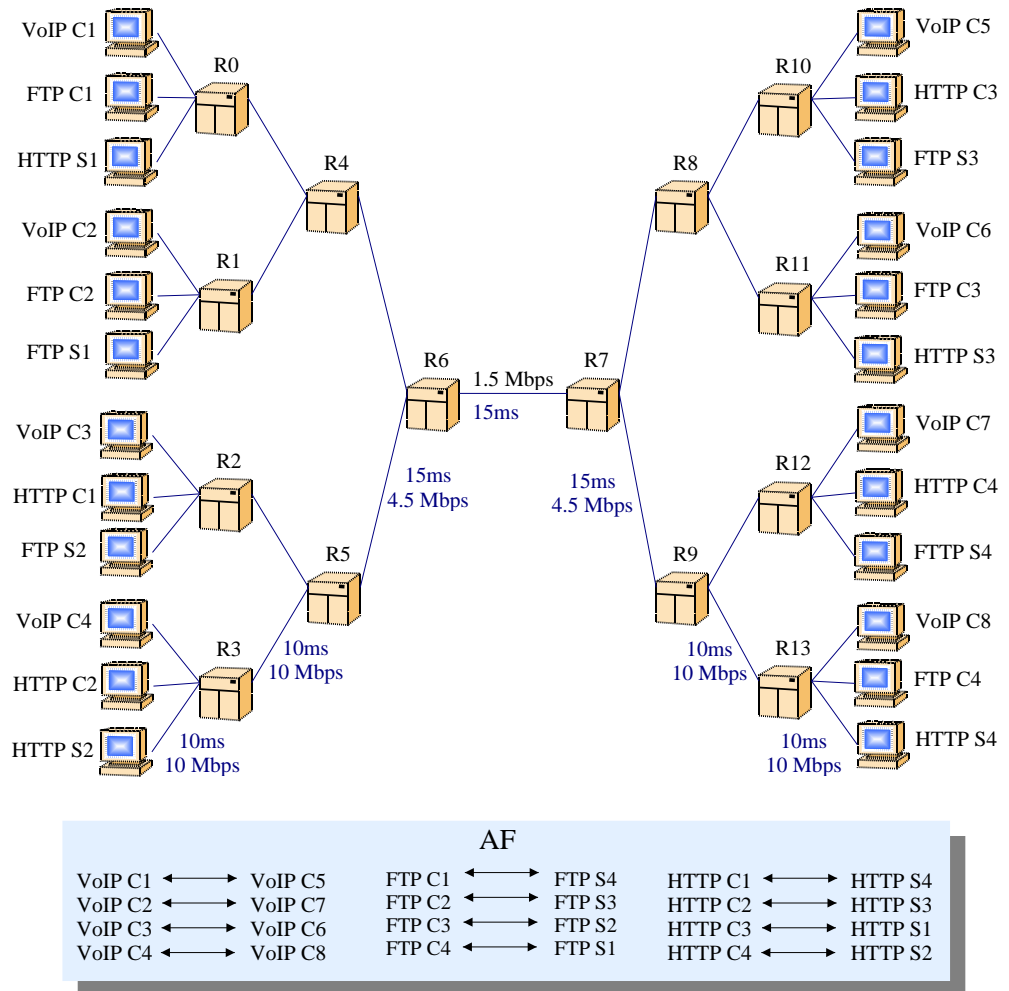 VoIP C1
FTP C1
HTTP S1
R0
VoIP C2
FTP C2
FTP S1
R1
R4
VoIP C3
HTTP C1
FTP S2
R2
VoIP C4
HTTP C2
HTTP S2
R3
10ms
10 Mbps
R5
10ms
10 Mbps
R6
15ms
4.5 Mbps
1.5 Mbps
15ms
R7
15ms
4.5 Mbps
R8
R9
10ms
10 Mbps
R10
VoIP C5
HTTP C3
FTP S3
R11
VoIP C6
FTP C3
HTTP S3
R12
VoIP C7
HTTP C4
FTTP S4
R13
10ms
10 Mbps
VoIP C8
FTP C4
HTTP S4
AF
VoIP C1 VoIP C5
VoIP C2 VoIP C7
VoIP C3 VoIP C6
VoIP C4 VoIP C8
FTP C1 FTP S4
FTP C2 FTP S3
FTP C3 FTP S2
FTP C4 FTP S1
HTTP C1 HTTP S4
HTTP C2 HTTP S3
HTTP C3 HTTP S1
HTTP C4 HTTP S2